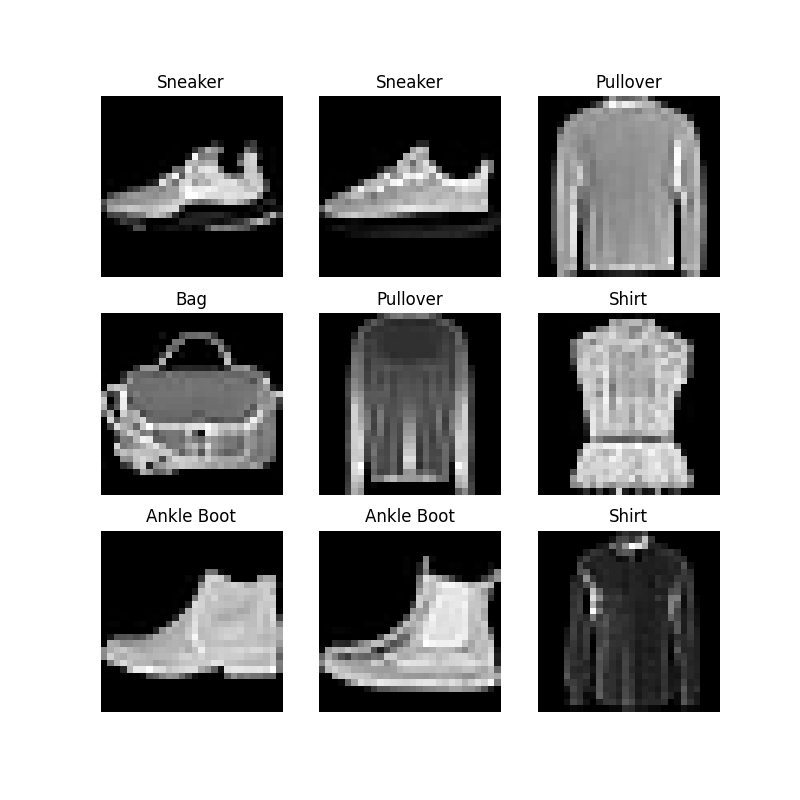 Sneaker
Sneaker
Pullover
Bag
Pullover
Shirt
Ankle Boot
Ankle Boot
Shirt